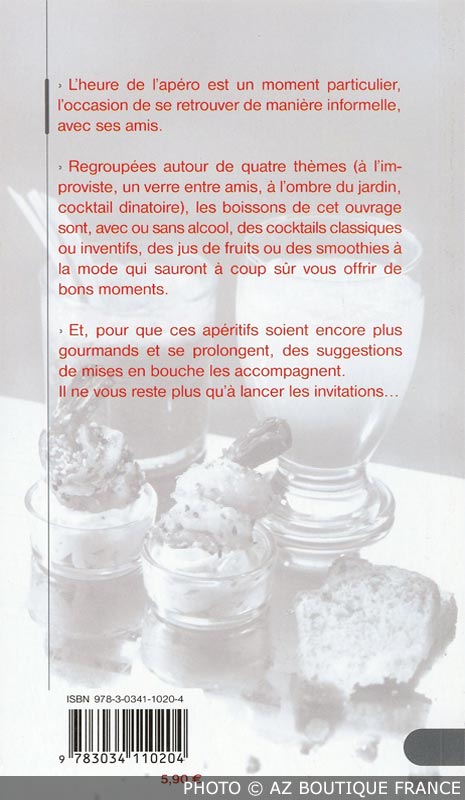 › L'heure de l'apéro est un moment particulier,
l'occasion de se retrouver de manière informelle,
avec ses amis.
› Regroupées autour de quatre thèmes (à l'im-
proviste, un verre entre amis, à l'ombre du jardin,
cocktail dînatoire), les boissons de cet ouvrage
sont, avec ou sans alcool, des cocktails classiques
ou inventifs, des jus de fruits ou des smoothies à
la mode qui sauront à coup sûr vous offrir de
bons moments.
› Et, pour que ces apéritifs soient encore plus
gourmands et se prolongent, des suggestions
de mises en bouche les accompagnent.
Il ne vous reste plus qu'à lancer les invitations...
ISBN 978-3-0341-1020-4
9 783034 110204
5,90 €
PHOTO © AZ BOUTIQUE FRANCE